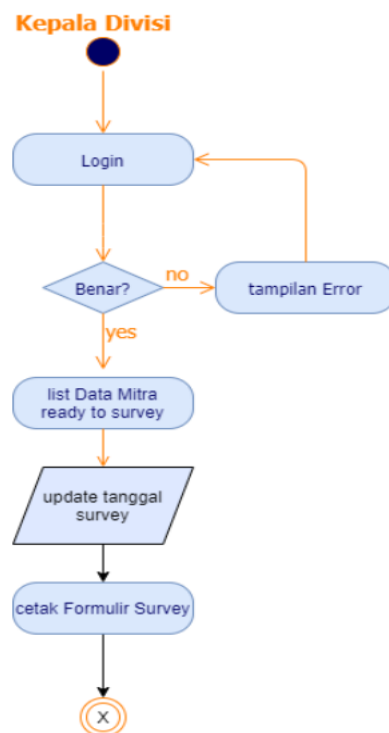 Kepala Divisi
Login
Benar?
no
tampilan Error
yes
list Data Mitra
ready to survey
update tanggal
survey
cetak Formulir Survey
X